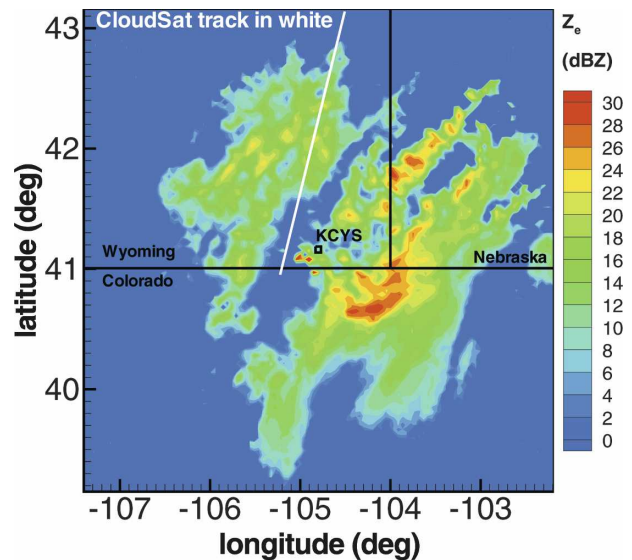 CloudSat track in white
Z_e
(dBZ)
43
42
41
40
latitude (deg)
KCYS
Wyoming
Nebraska
Colorado
30
28
26
24
22
20
18
16
14
12
10
8
6
4
2
0
-107
-106
-105
-104
-103
longitude (deg)